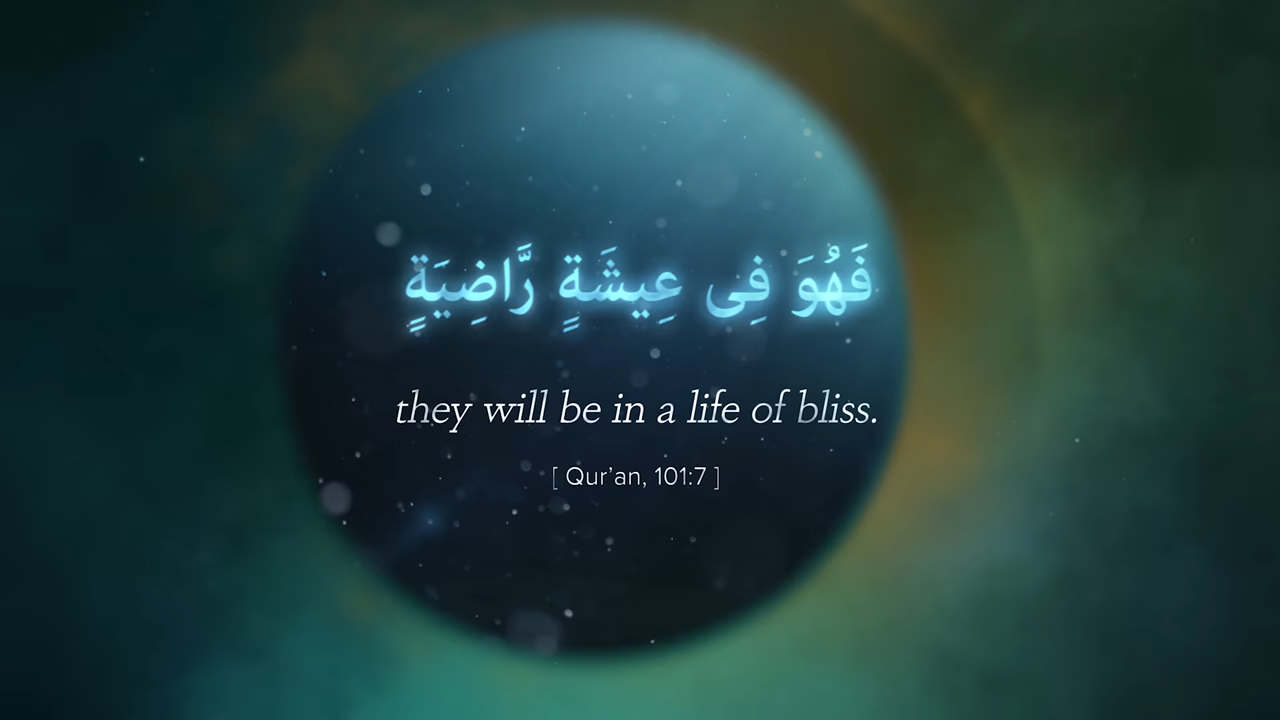 فَهُوَ فِى عِيشَةٍ رَّاضِيَةٍ
they will be in a life of bliss.
[ Qur’an, 101:7 ]